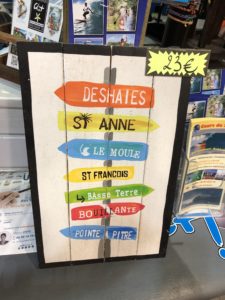 23€
DESHAIES
ST ANNE
LE MOULE
ST FRANCOIS
Basse Terre
BOUILLANTE
POINTE A PITRE